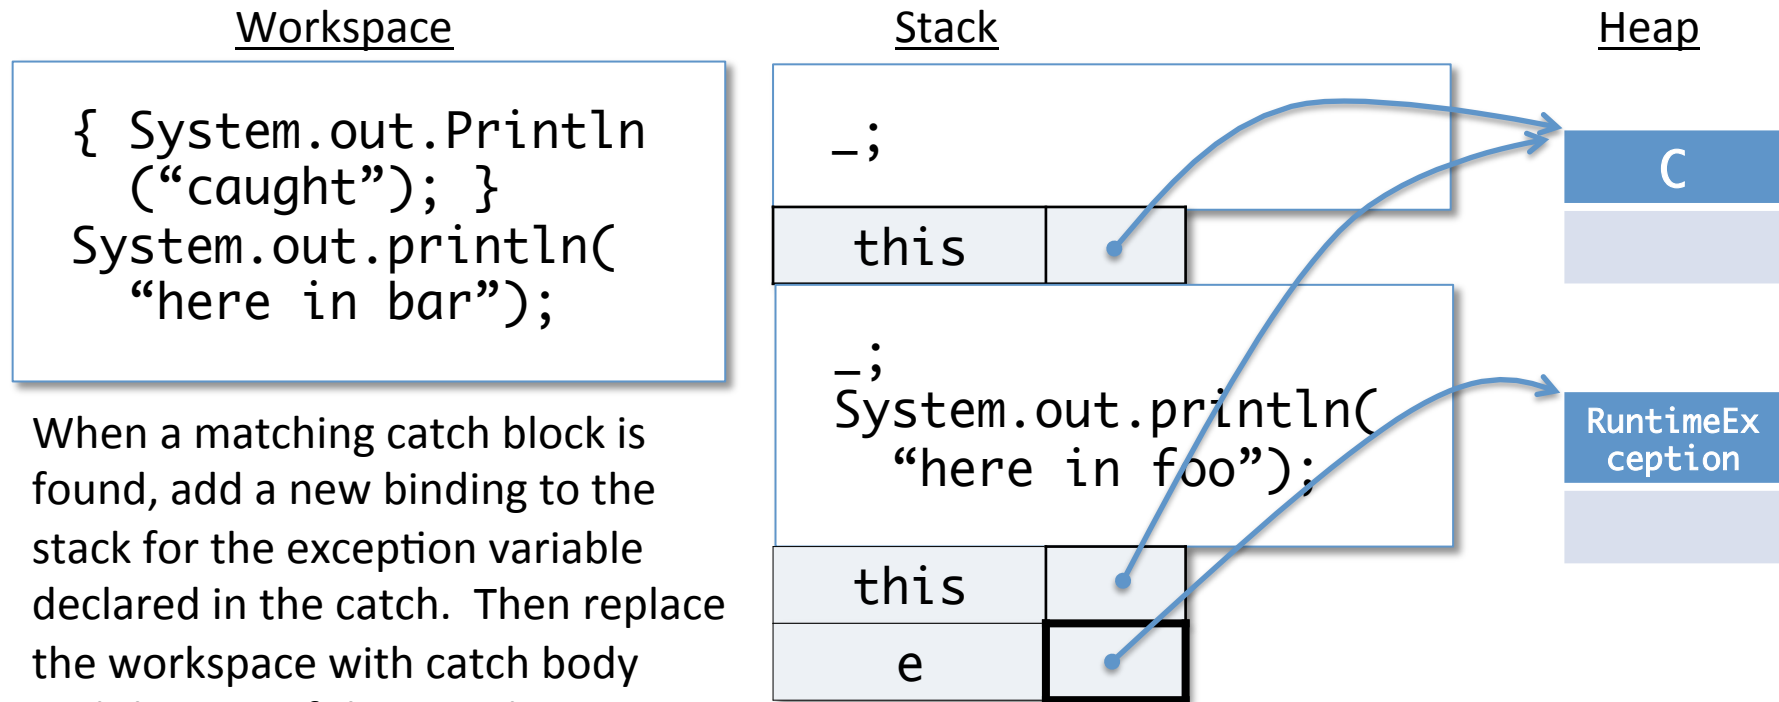 Workspace
{ System.out.Println
(“caught”); }
System.out.println(
“here in bar”);
When a matching catch block is
found, add a new binding to the
stack for the exception variable
declared in the catch. Then replace
the workspace with catch body
Stack
_;
this
_;
System.out.println(
“here in foo”);
this
e
Heap
C
RuntimeEx
ception